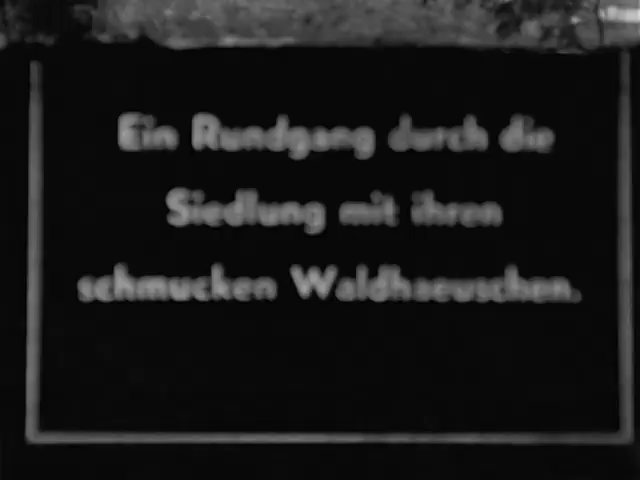 Ein Rundgang durch die
Siedlung mit ihren
schmucken Waldhaeuschen.